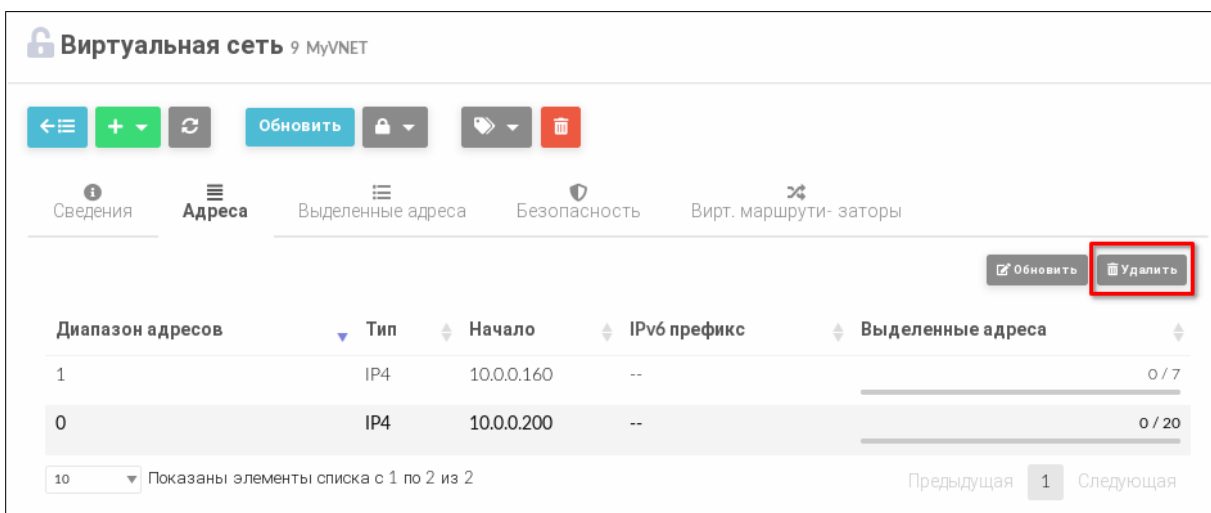 Виртуальная сеть 9 MyVNET
Обновить
Сведения Адреса Выделенные адреса Безопасность Вирт. маршрути- заторы
Обновить Удалить
Диапазон адресов Тип Начало IPv6 префикс Выделенные адреса
1 IP4 10.0.0.160 -- 0 / 7
0 IP4 10.0.0.200 -- 0 / 20
10 Показаны элементы списка с 1 по 2 из 2 Предыдущая 1 Следующая